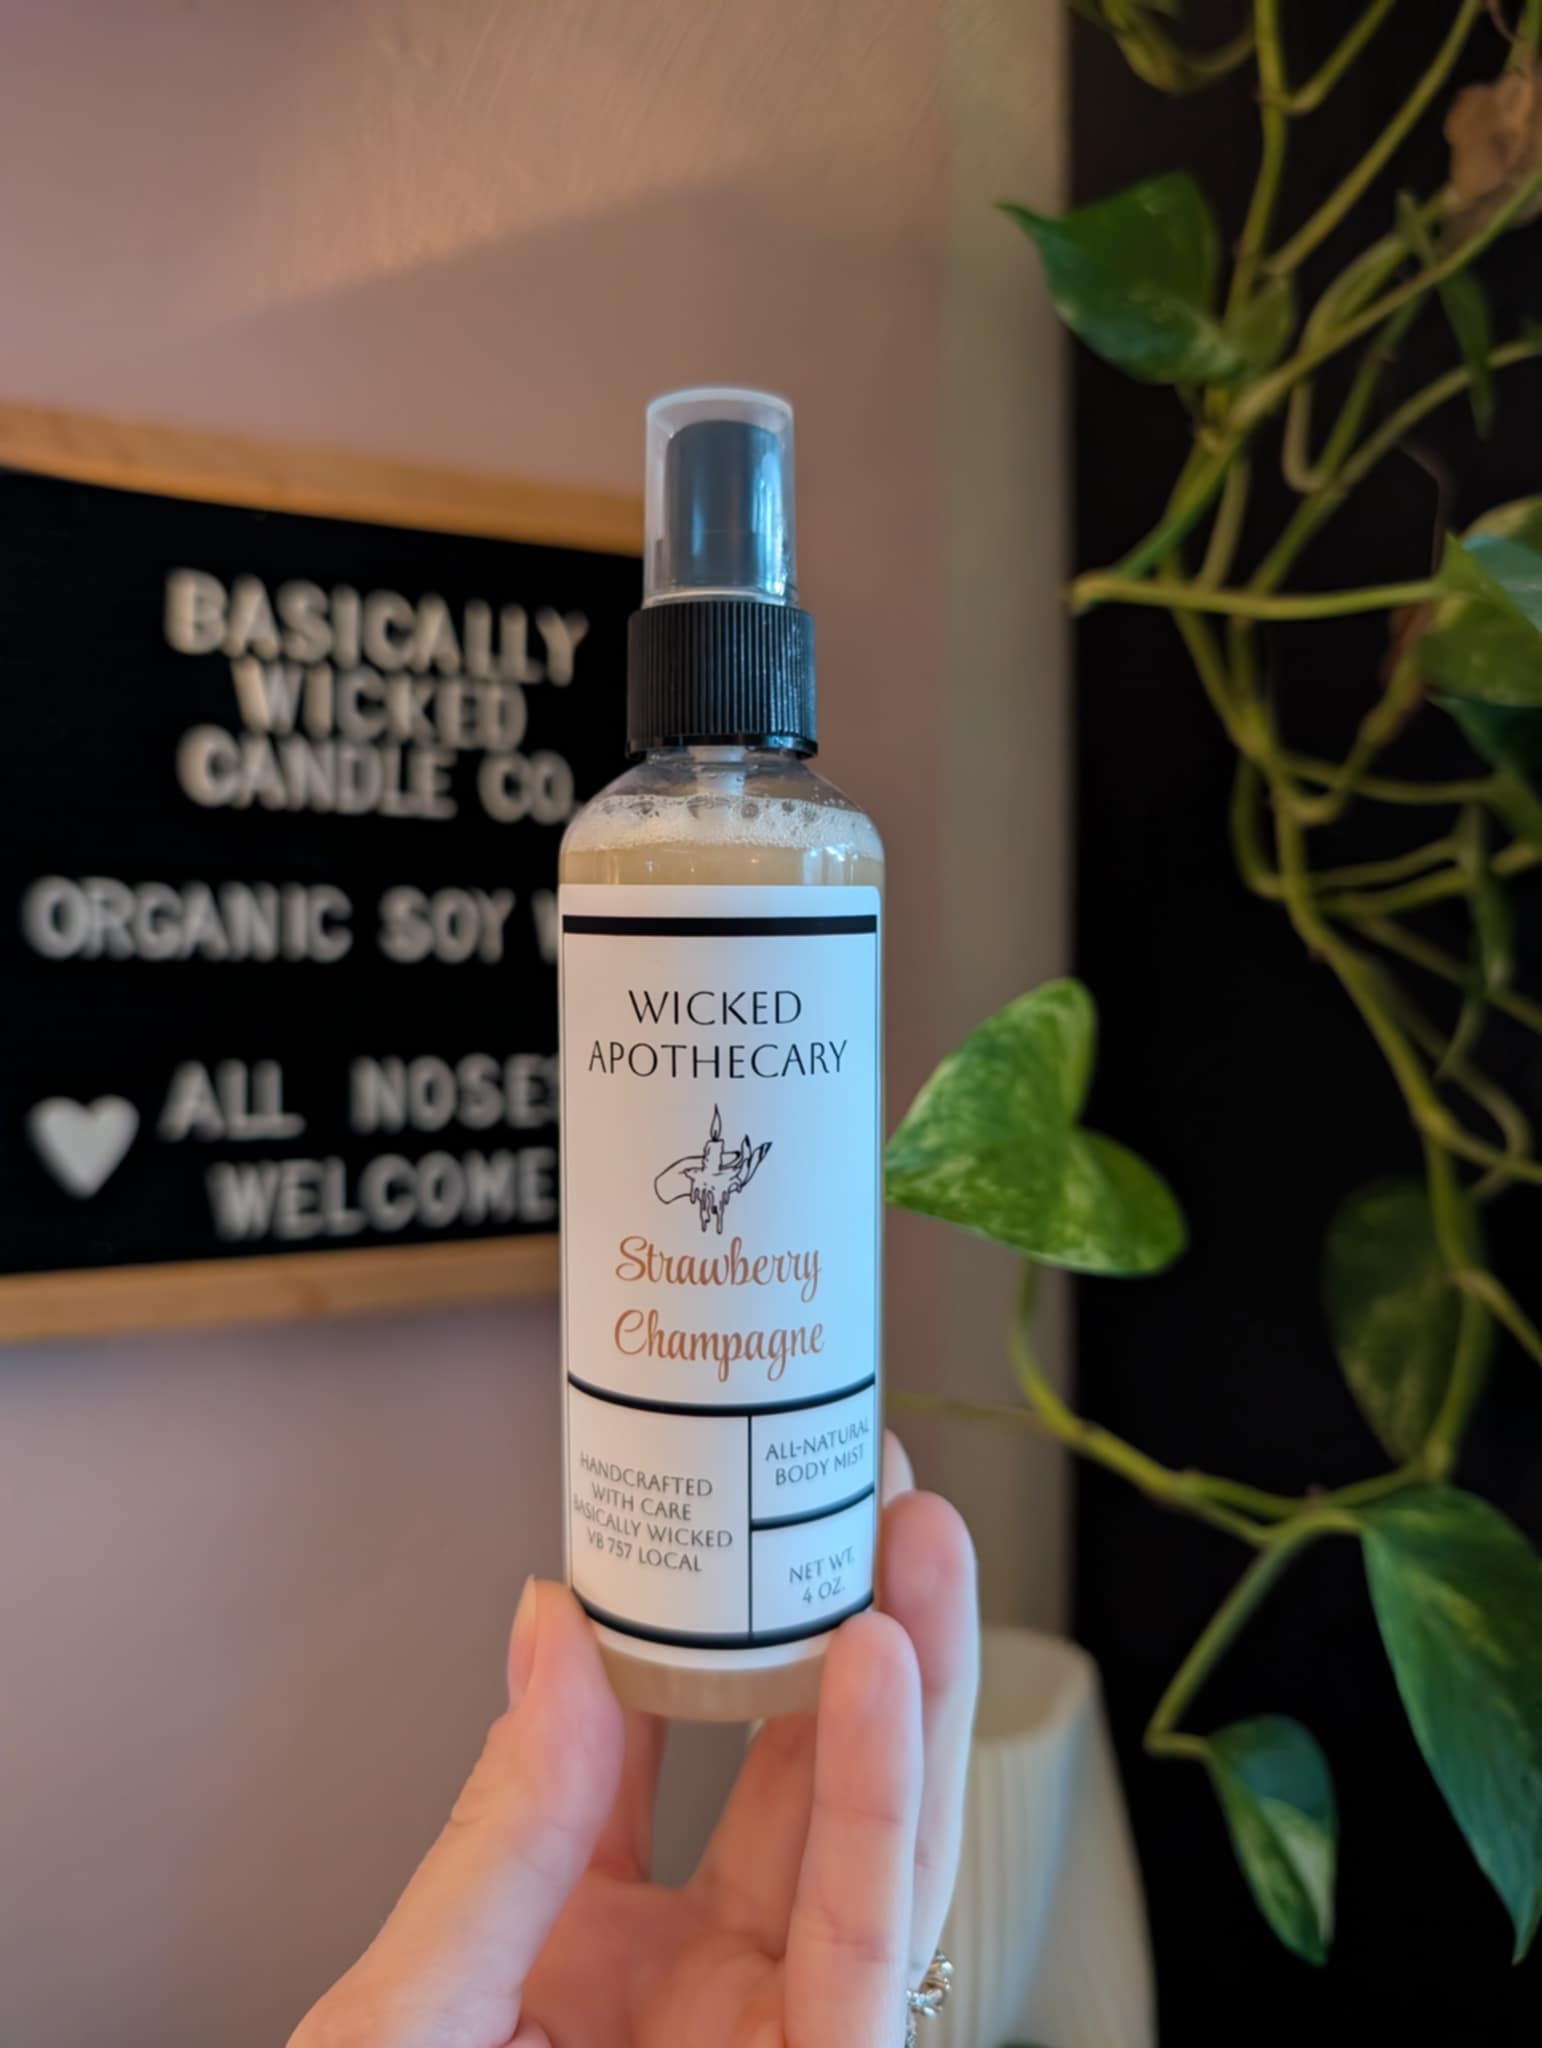 BASICALLY
WICKED
CANDLE CO.
ORGANIC SOY
ALL NOSES
WELCOME
WICKED
APOTHECARY
Strawberry
Champagne
HANDCRAFTED
WITH CARE
BASICALLY WICKED
VB 757 LOCAL
ALL-NATURAL
BODY MIST
NET WT.
4 OZ.